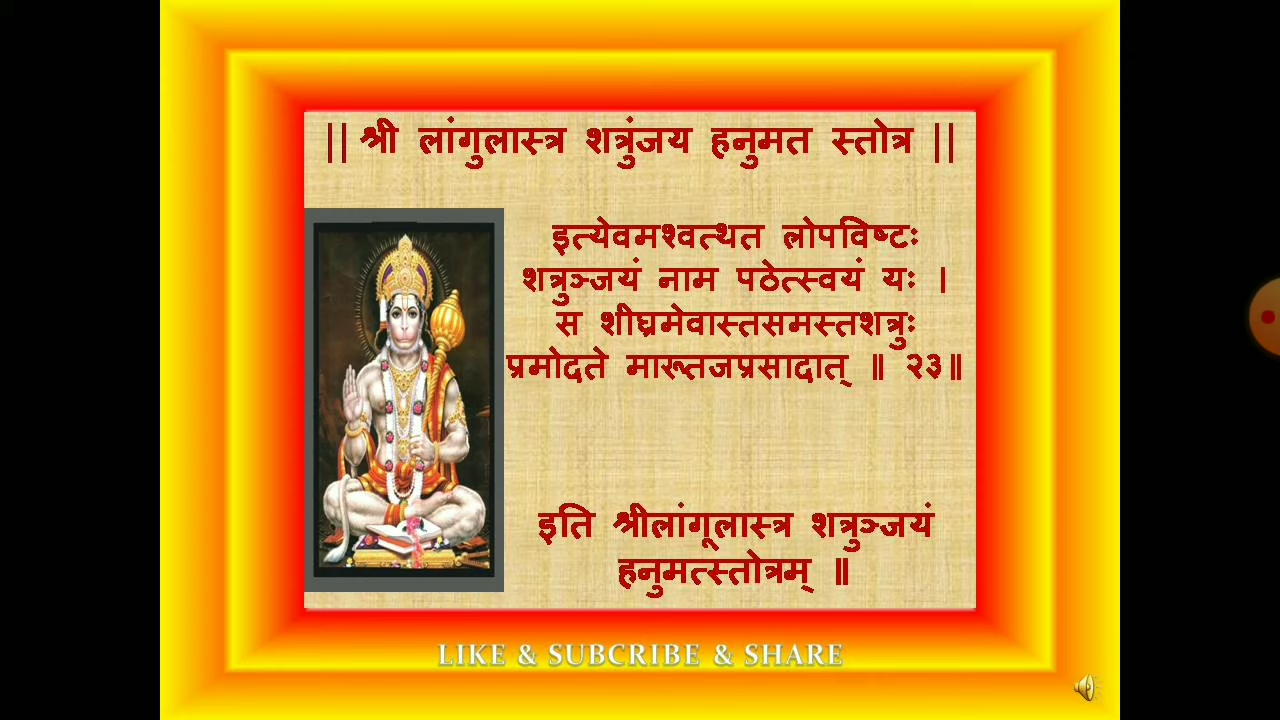 || श्री लांगुलास्त्र शत्रुंजय हनुमत स्तोत्र ||
इत्येवमश्वत्थत लोपविष्टः
शत्रुञ्जयं नाम पठेत्स्वयं यः ।
स शीघ्रमेवास्तसमस्तशत्रुः
प्रमोदते मारूतजप्रसादात् ॥ २३॥
इति श्रीलांगूलास्त्र शत्रुञ्जयं
हनुमत्स्तोत्रम् ॥
LIKE & SUBCRIBE & SHARE